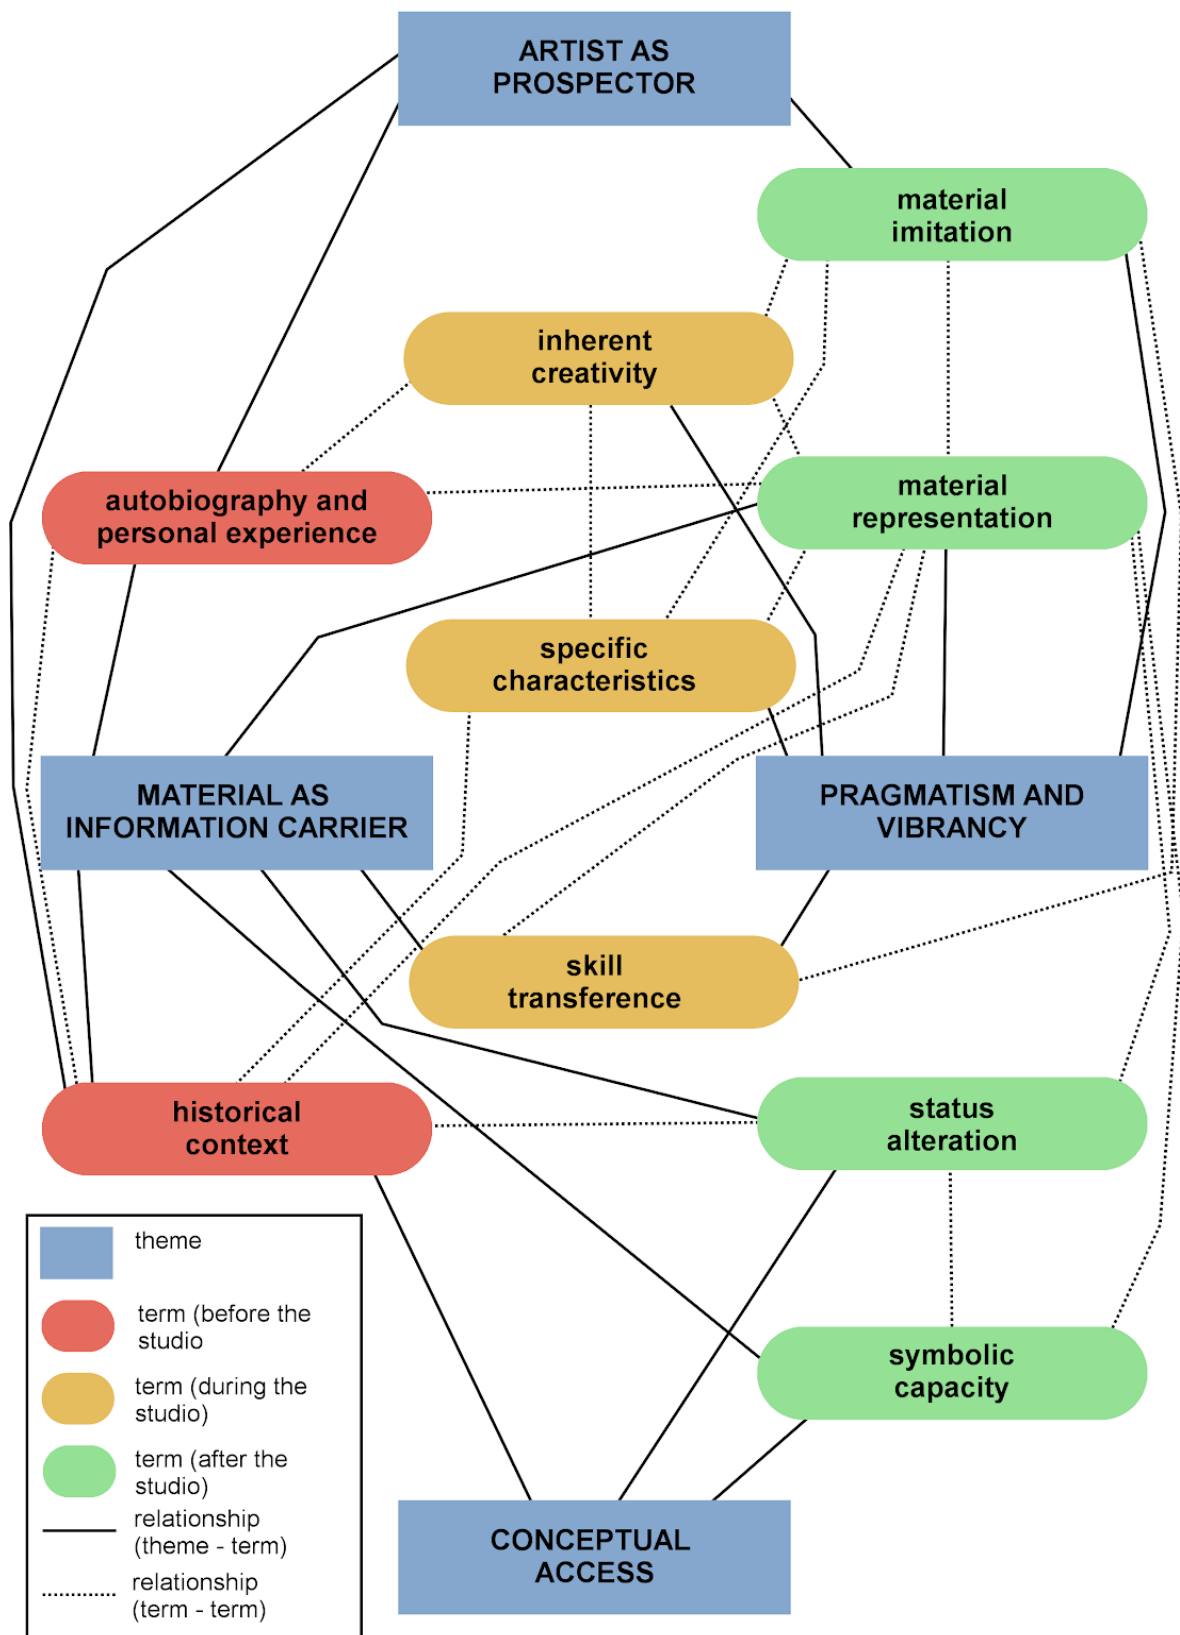 ARTIST AS
PROSPECTOR
material
imitation
inherent
creativity
autobiography and
personal experience
material
representation
specific
characteristics
MATERIAL AS
INFORMATION CARRIER
PRAGMATISM AND
VIBRANCY
skill
transference
historical
context
status
alteration
symbolic
capacity
CONCEPTUAL
ACCESS
theme
term (before the
studio
term (during the
studio)
term (after the
studio)
relationship
(theme - term)
relationship
(term - term)